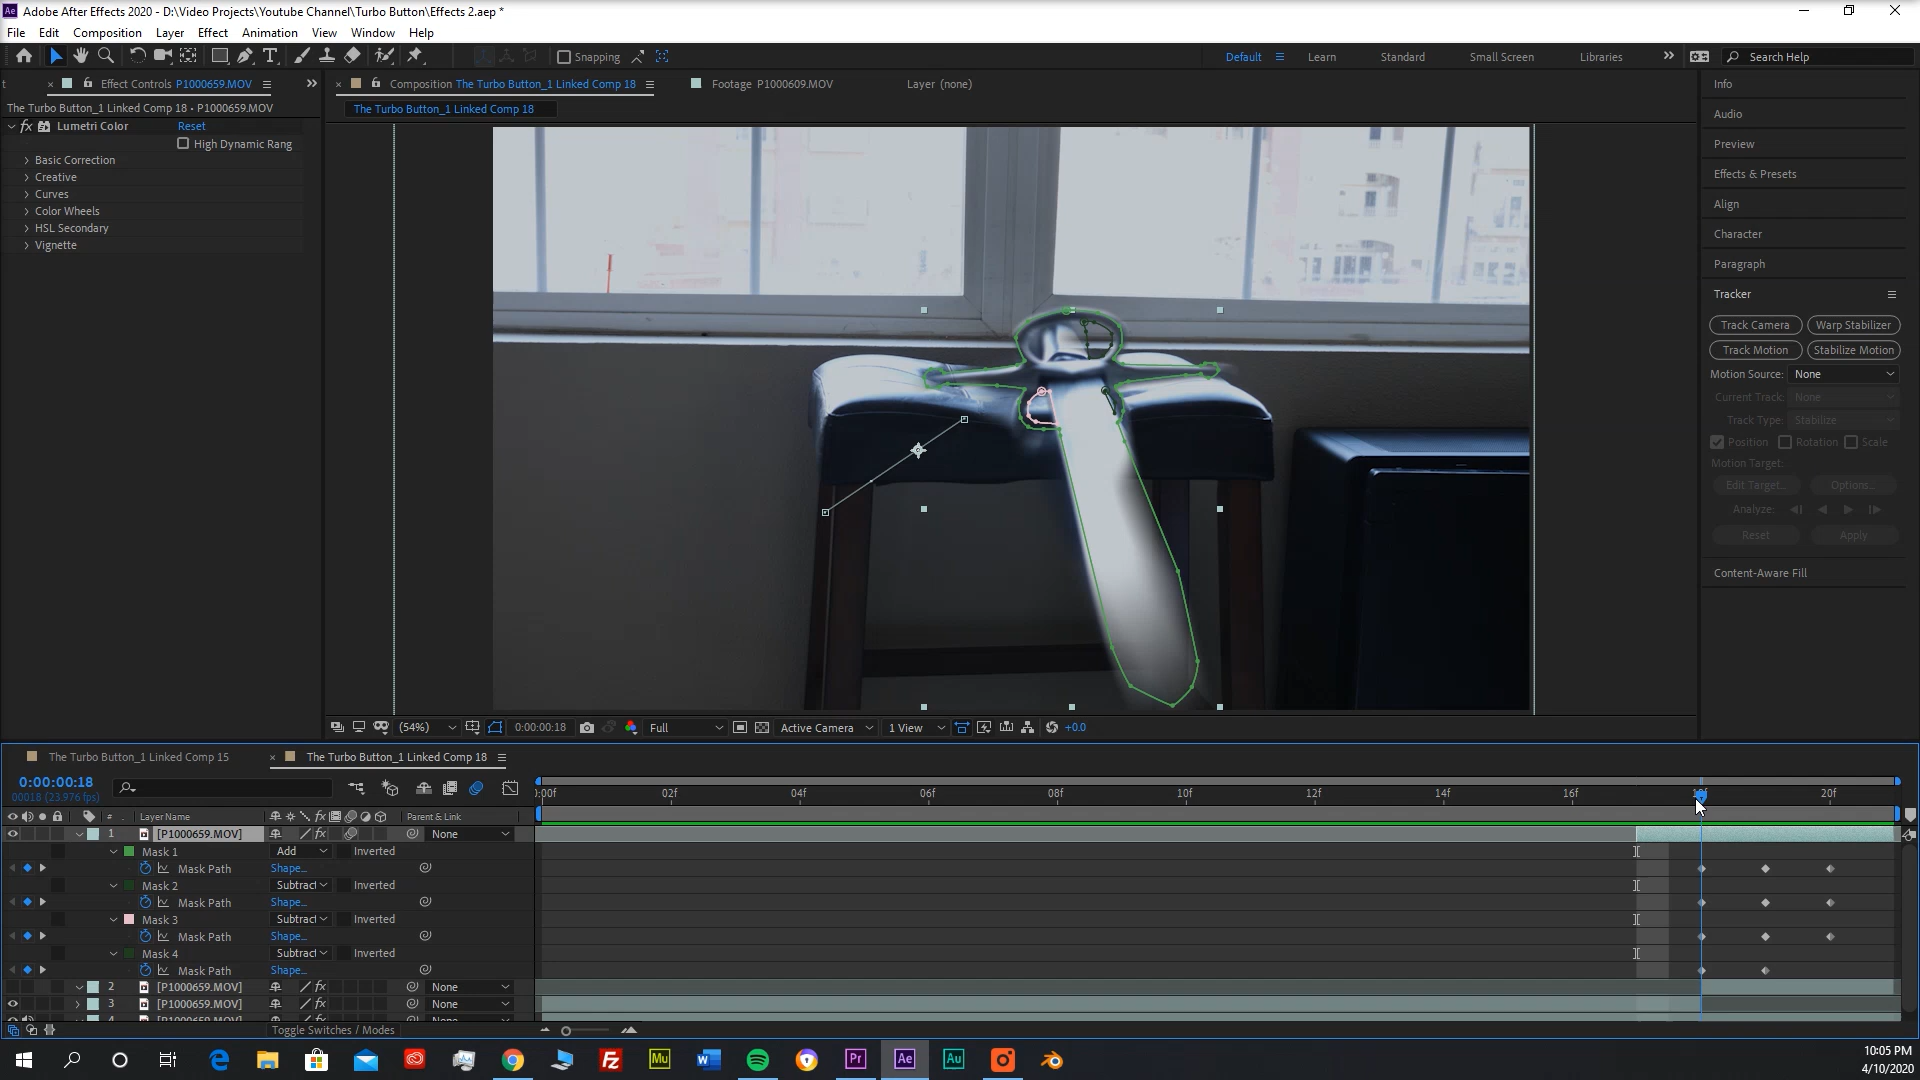 Adobe After Effects 2020 - D:\Video Projects\Youtube Channel\Turbo Button\Effects 2.aep *
File Edit Composition Layer Effect Animation View Window Help
Snapping
Default Learn Standard Small Screen Libraries Search Help
Effect Controls P1000659.MOV
Composition The Turbo Button_1 Linked Comp 18 Footage P1000609.MOV Layer (none)
The Turbo Button_1 Linked Comp 18 • P1000659.MOV
The Turbo Button_1 Linked Comp 18
fx Lumetri Color Reset
High Dynamic Rang
Basic Correction
Creative
Curves
Color Wheels
HSL Secondary
Vignette
Info
Audio
Preview
Effects & Presets
Align
Character
Paragraph
Tracker
Track Camera Warp Stabilizer
Track Motion Stabilize Motion
Motion Source: None
Current Track: None
Track Type: Stabilize
Position Rotation Scale
Motion Target:
Edit Target... Options...
Analyze:
Reset Apply
Content-Aware Fill
(54%) 0:00:00:18 Full Active Camera 1 View +0.0
The Turbo Button_1 Linked Comp 15 The Turbo Button_1 Linked Comp 18
0:00:00:18
00018 (23.976 fps)
):00f 02f 04f 06f 08f 10f 12f 14f 16f 20f
# Layer Name fx Parent & Link
1 [P1000659.MOV] fx None
Mask 1 Add Inverted
Mask Path Shape...
Mask 2 Subtract Inverted
Mask Path Shape...
Mask 3 Subtract Inverted
Mask Path Shape...
Mask 4 Subtract Inverted
Mask Path Shape...
2 [P1000659.MOV] fx None
3 [P1000659.MOV] fx None
4 [P1000659.MOV] None
Toggle Switches / Modes
Mu Pr Ae Au
10:05 PM
4/10/2020